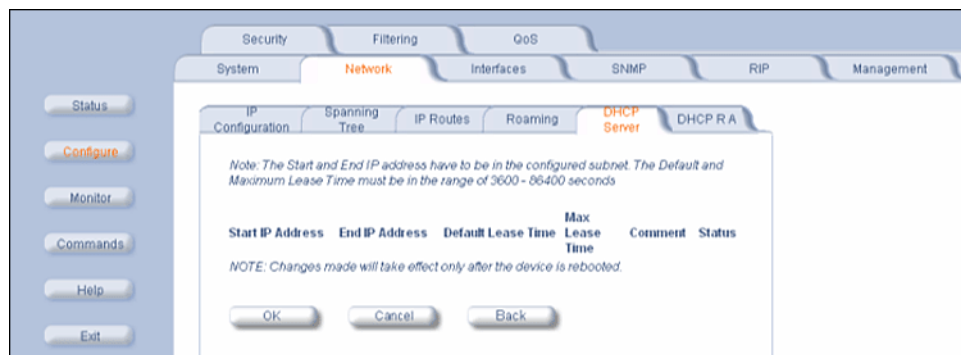 Security Filtering QoS
System Network Interfaces SNMP RIP Management
Status
Configure
Monitor
Commands
Help
Exit
IP Configuration Spanning Tree IP Routes Roaming DHCP Server DHCP R A
Note: The Start and End IP address have to be in the configured subnet. The Default and
Maximum Lease Time must be in the range of 3600 - 86400 seconds
Start IP Address End IP Address Default Lease Time Max Lease Time Comment Status
NOTE: Changes made will take effect only after the device is rebooted.
OK Cancel Back